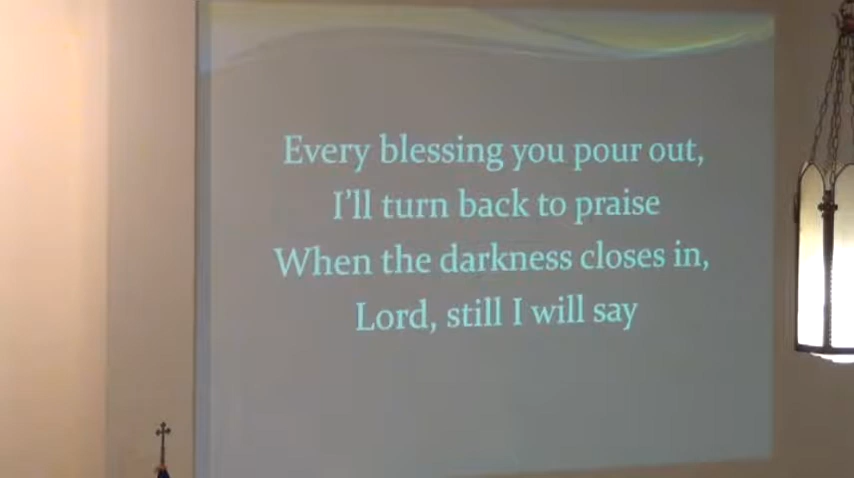 Every blessing you pour out,
I'll turn back to praise
When the darkness closes in,
Lord, still I will say